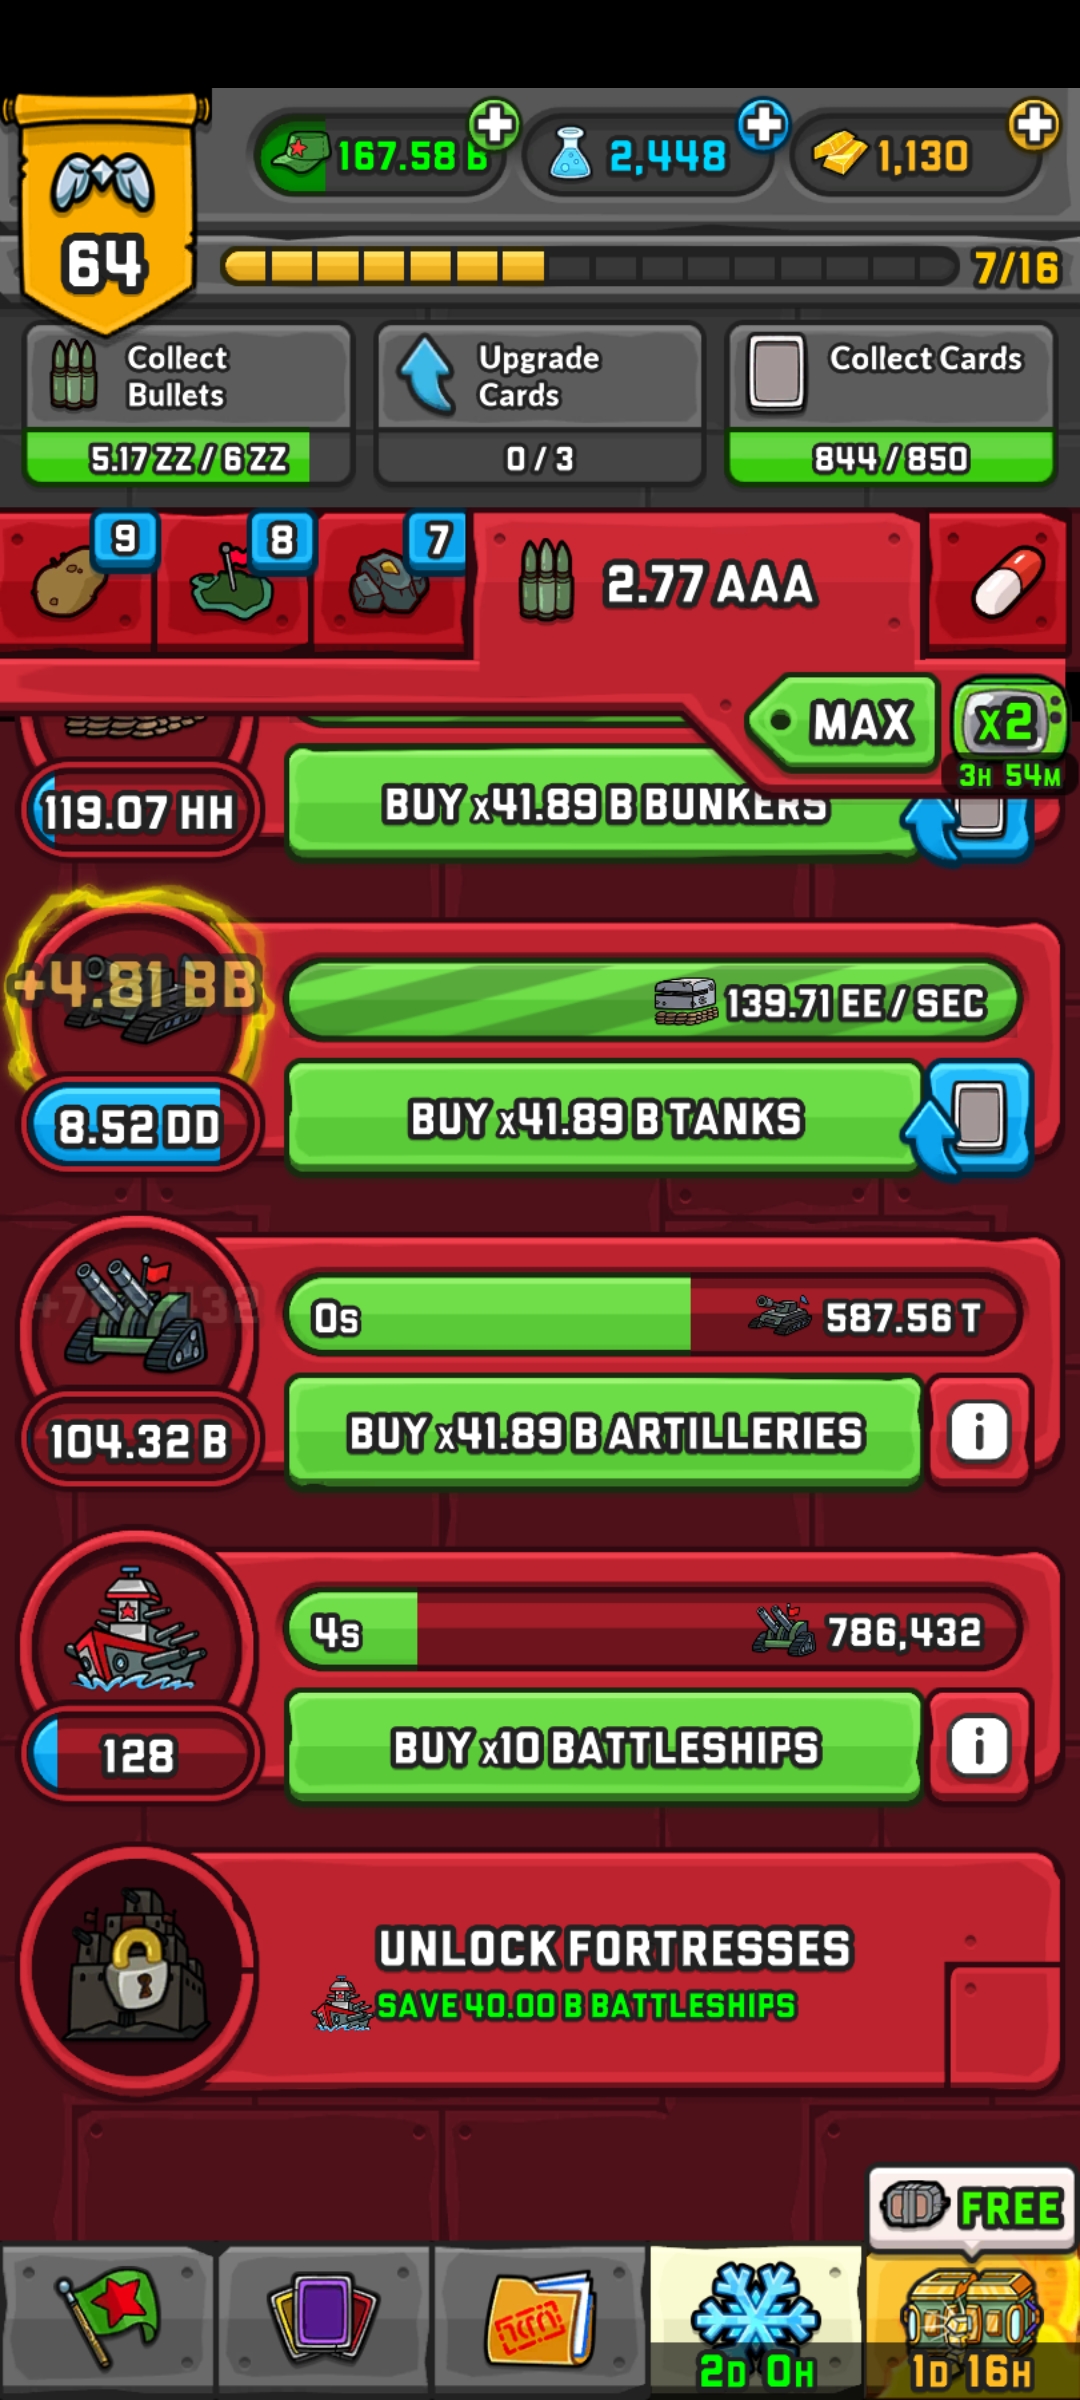 167.58 B
2,448
1,130
64
7/16
Collect
Bullets
Upgrade
Cards
Collect Cards
5.17 ZZ / 6 ZZ
0 / 3
844 / 850
9
8
7
2.77 AAA
MAX
x2
3H 54M
119.07 HH
BUY x41.89 B BUNKERS
+4.81 BB
139.71 EE / SEC
8.52 DD
BUY x41.89 B TANKS
0s
587.56 T
104.32 B
BUY x41.89 B ARTILLERIES
i
4s
786,432
128
BUY x10 BATTLESHIPS
i
UNLOCK FORTRESSES
SAVE 40.00 B BATTLESHIPS
FREE
2D 0H
1D 16H